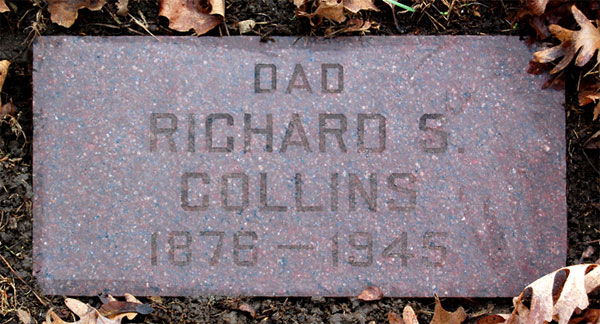 DAD
RICHARD S.
COLLINS
1876 — 1945